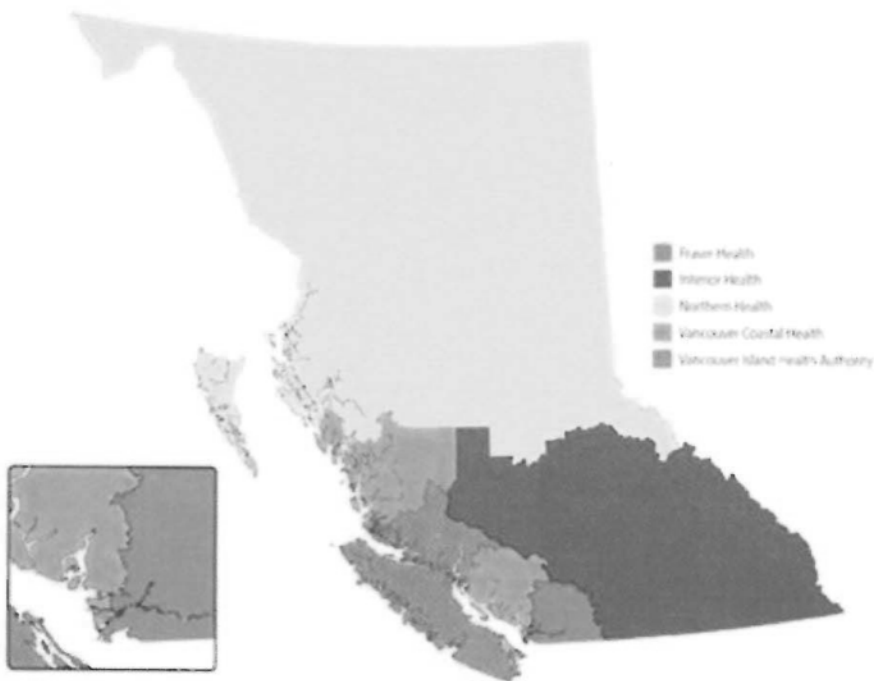 Fraser Health
Interior Health
Northern Health
Vancouver Coastal Health
Vancouver Island Health Authority